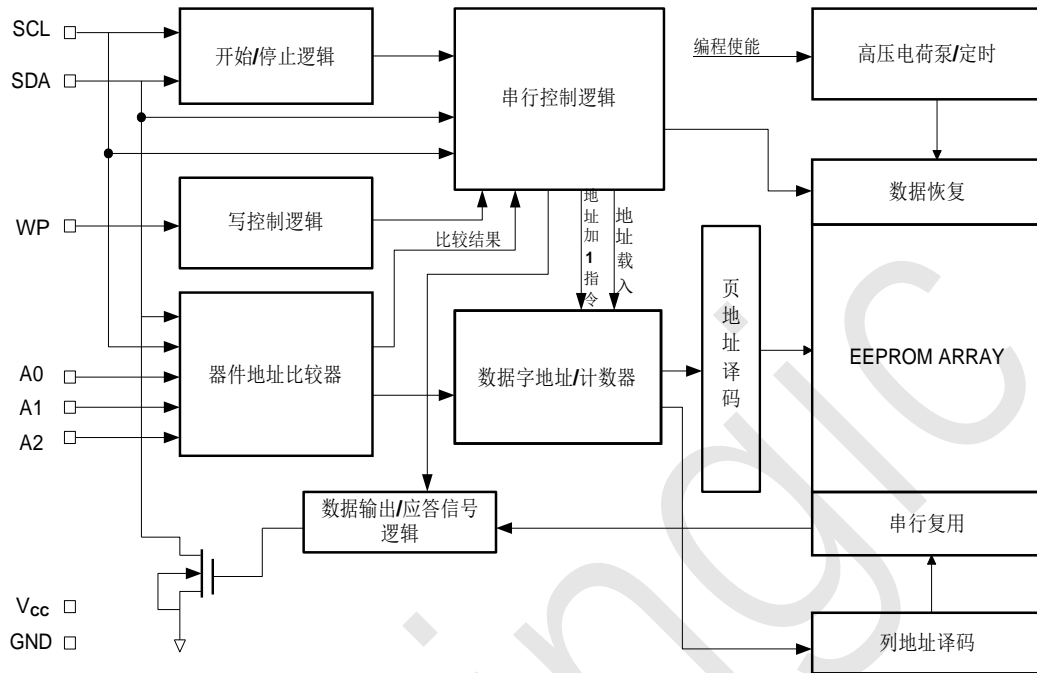 SCL
SDA
WP
A0
A1
A2
Vcc
GND
开始/停止逻辑
写控制逻辑
器件地址比较器
串行控制逻辑
比较结果
地址加1指令
地址载入
数据字地址/计数器
数据输出/应答信号
逻辑
页地址译码
编程使能
高压电荷泵/定时
数据恢复
EEPROM ARRAY
串行复用
列地址译码